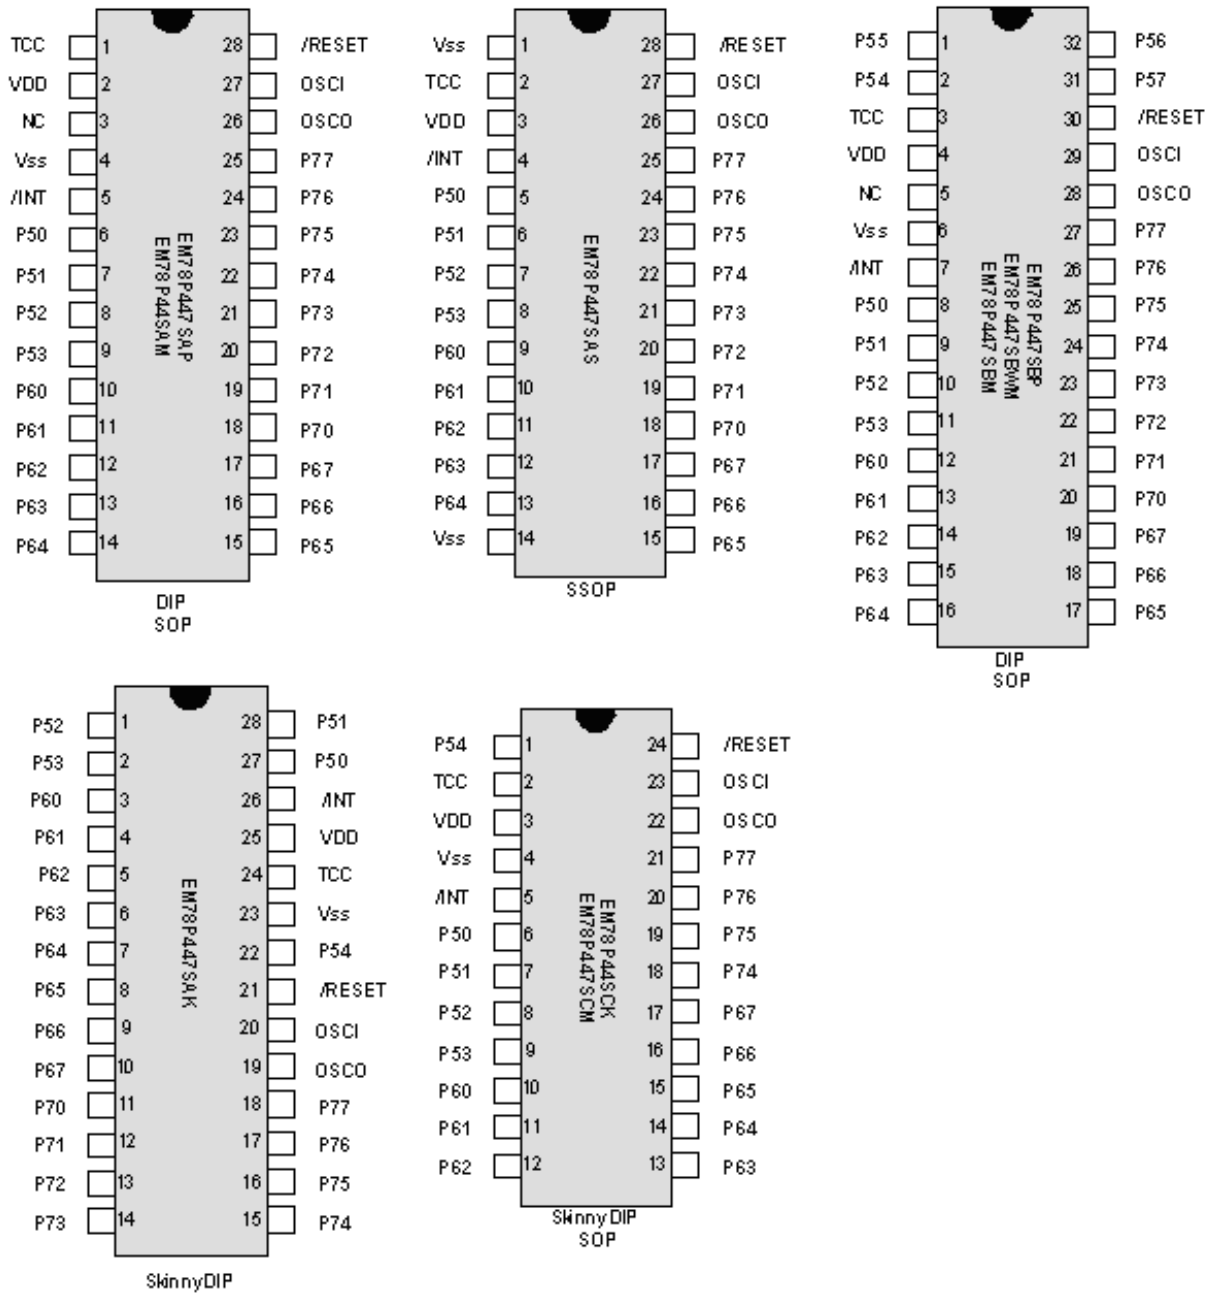 TCC 1 28 /RESET
VDD 2 27 OSCI
NC 3 26 OSCO
Vss 4 25 P77
/INT 5 24 P76
P50 6 23 P75
P51 7 22 P74
P52 8 21 P73
P53 9 20 P72
P60 10 19 P71
P61 11 18 P70
P62 12 17 P67
P63 13 16 P66
P64 14 15 P65
EM78P447SAP
EM78P44SAM
DIP
SOP
Vss 1 28 /RESET
TCC 2 27 OSCI
VDD 3 26 OSCO
/INT 4 25 P77
P50 5 24 P76
P51 6 23 P75
P52 7 22 P74
P53 8 21 P73
P60 9 20 P72
P61 10 19 P71
P62 11 18 P70
P63 12 17 P67
P64 13 16 P66
Vss 14 15 P65
EM78P447SAS
SSOP
P55 1 32 P56
P54 2 31 P57
TCC 3 30 /RESET
VDD 4 29 OSCI
NC 5 28 OSCO
Vss 6 27 P77
/INT 7 26 P76
P50 8 25 P75
P51 9 24 P74
P52 10 23 P73
P53 11 22 P72
P60 12 21 P71
P61 13 20 P70
P62 14 19 P67
P63 15 18 P66
P64 16 17 P65
EM78P447SBP
EM78P447SBWM
EM78P447SBM
DIP
SOP
P52 1 28 P51
P53 2 27 P50
P60 3 26 /INT
P61 4 25 VDD
P62 5 24 TCC
P63 6 23 Vss
P64 7 22 P54
P65 8 21 /RESET
P66 9 20 OSCI
P67 10 19 OSCO
P70 11 18 P77
P71 12 17 P76
P72 13 16 P75
P73 14 15 P74
EM78P447SAK
SkinnyDIP
P54 1 24 /RESET
TCC 2 23 OSCI
VDD 3 22 OSCO
Vss 4 21 P77
/INT 5 20 P76
P50 6 19 P75
P51 7 18 P74
P52 8 17 P67
P53 9 16 P66
P60 10 15 P65
P61 11 14 P64
P62 12 13 P63
EM78P44SCK
EM78P447SCM
SkinnyDIP
SOP